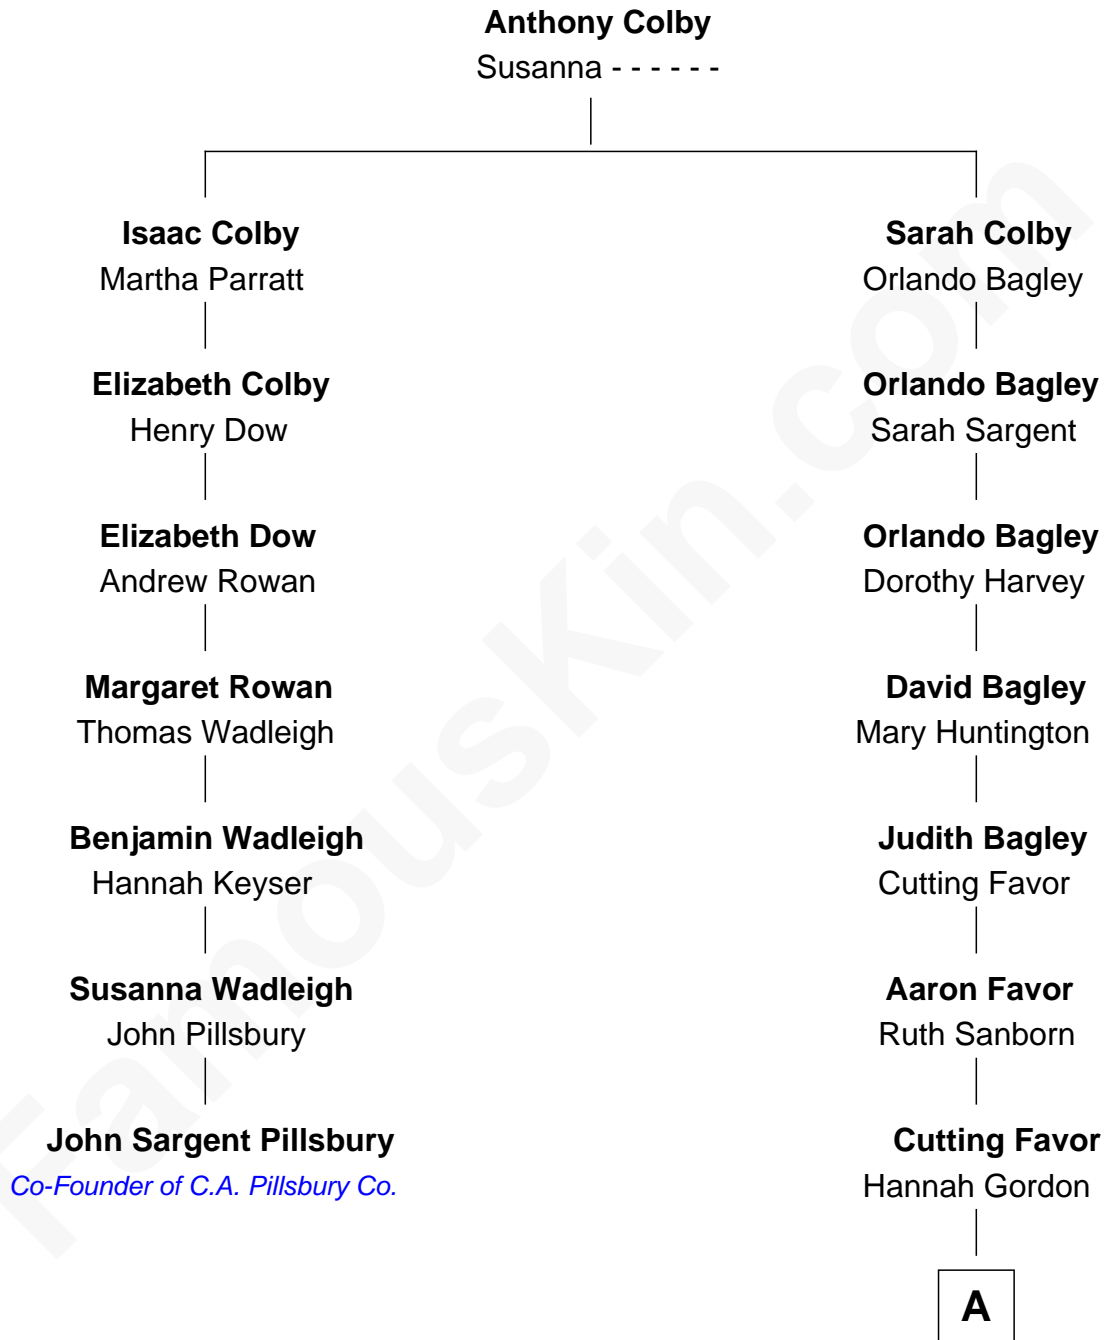 Anthony Colby
Susanna - - - - - -
Isaac Colby
Martha Parratt
Elizabeth Colby
Henry Dow
Elizabeth Dow
Andrew Rowan
Margaret Rowan
Thomas Wadleigh
Benjamin Wadleigh
Hannah Keyser
Susanna Wadleigh
John Pillsbury
John Sargent Pillsbury
Co-Founder of C.A. Pillsbury Co.
Sarah Colby
Orlando Bagley
Orlando Bagley
Sarah Sargent
Orlando Bagley
Dorothy Harvey
David Bagley
Mary Huntington
Judith Bagley
Cutting Favor
Aaron Favor
Ruth Sanborn
Cutting Favor
Hannah Gordon
A
FamousKin.com